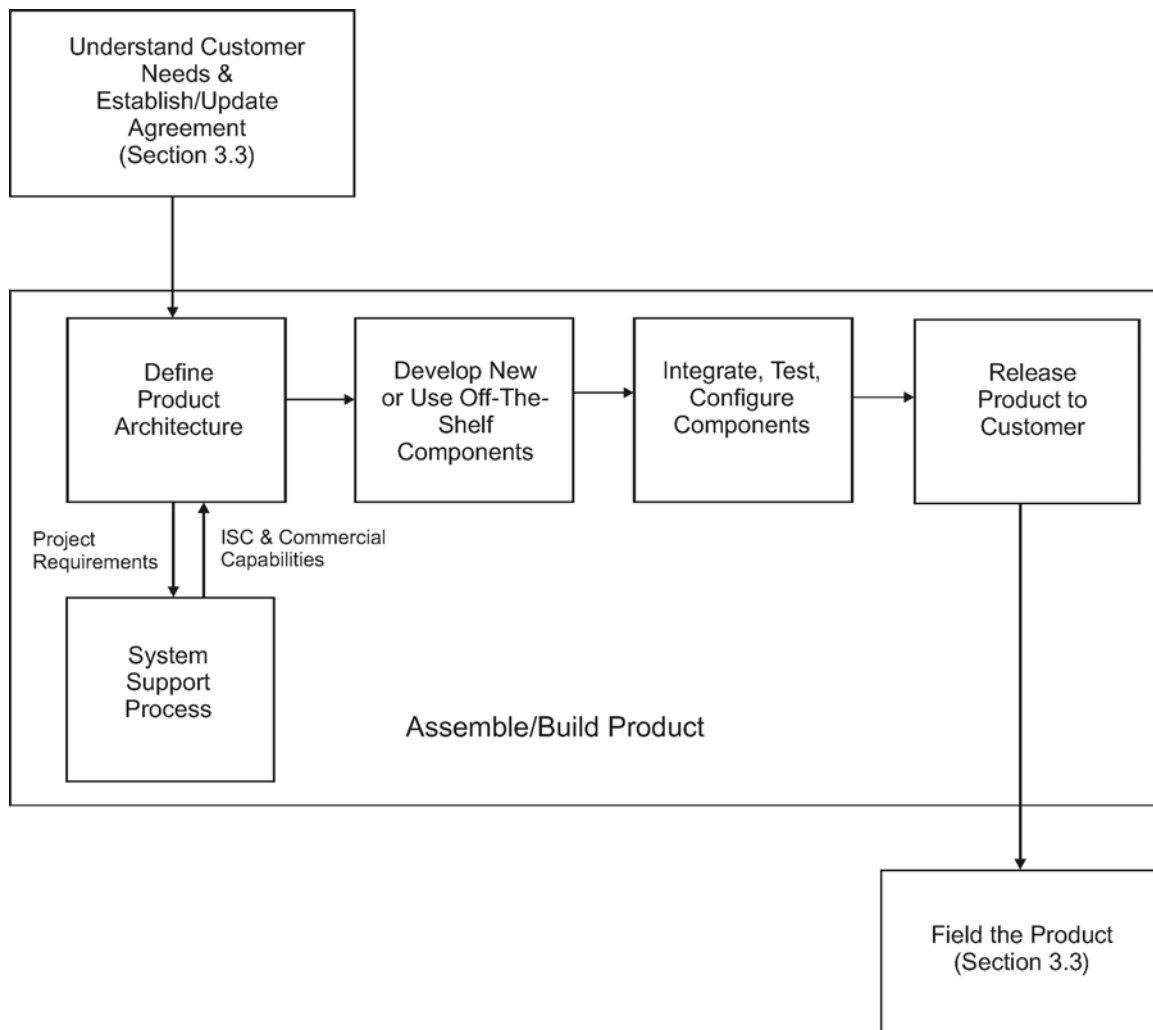 Understand Customer
Needs &
Establish/Update
Agreement
(Section 3.3)
Define
Product
Architecture
Develop New
or Use Off-The-
Shelf
Components
Integrate, Test,
Configure
Components
Release
Product to
Customer
Project
Requirements
ISC & Commercial
Capabilities
System
Support
Process
Assemble/Build Product
Field the Product
(Section 3.3)